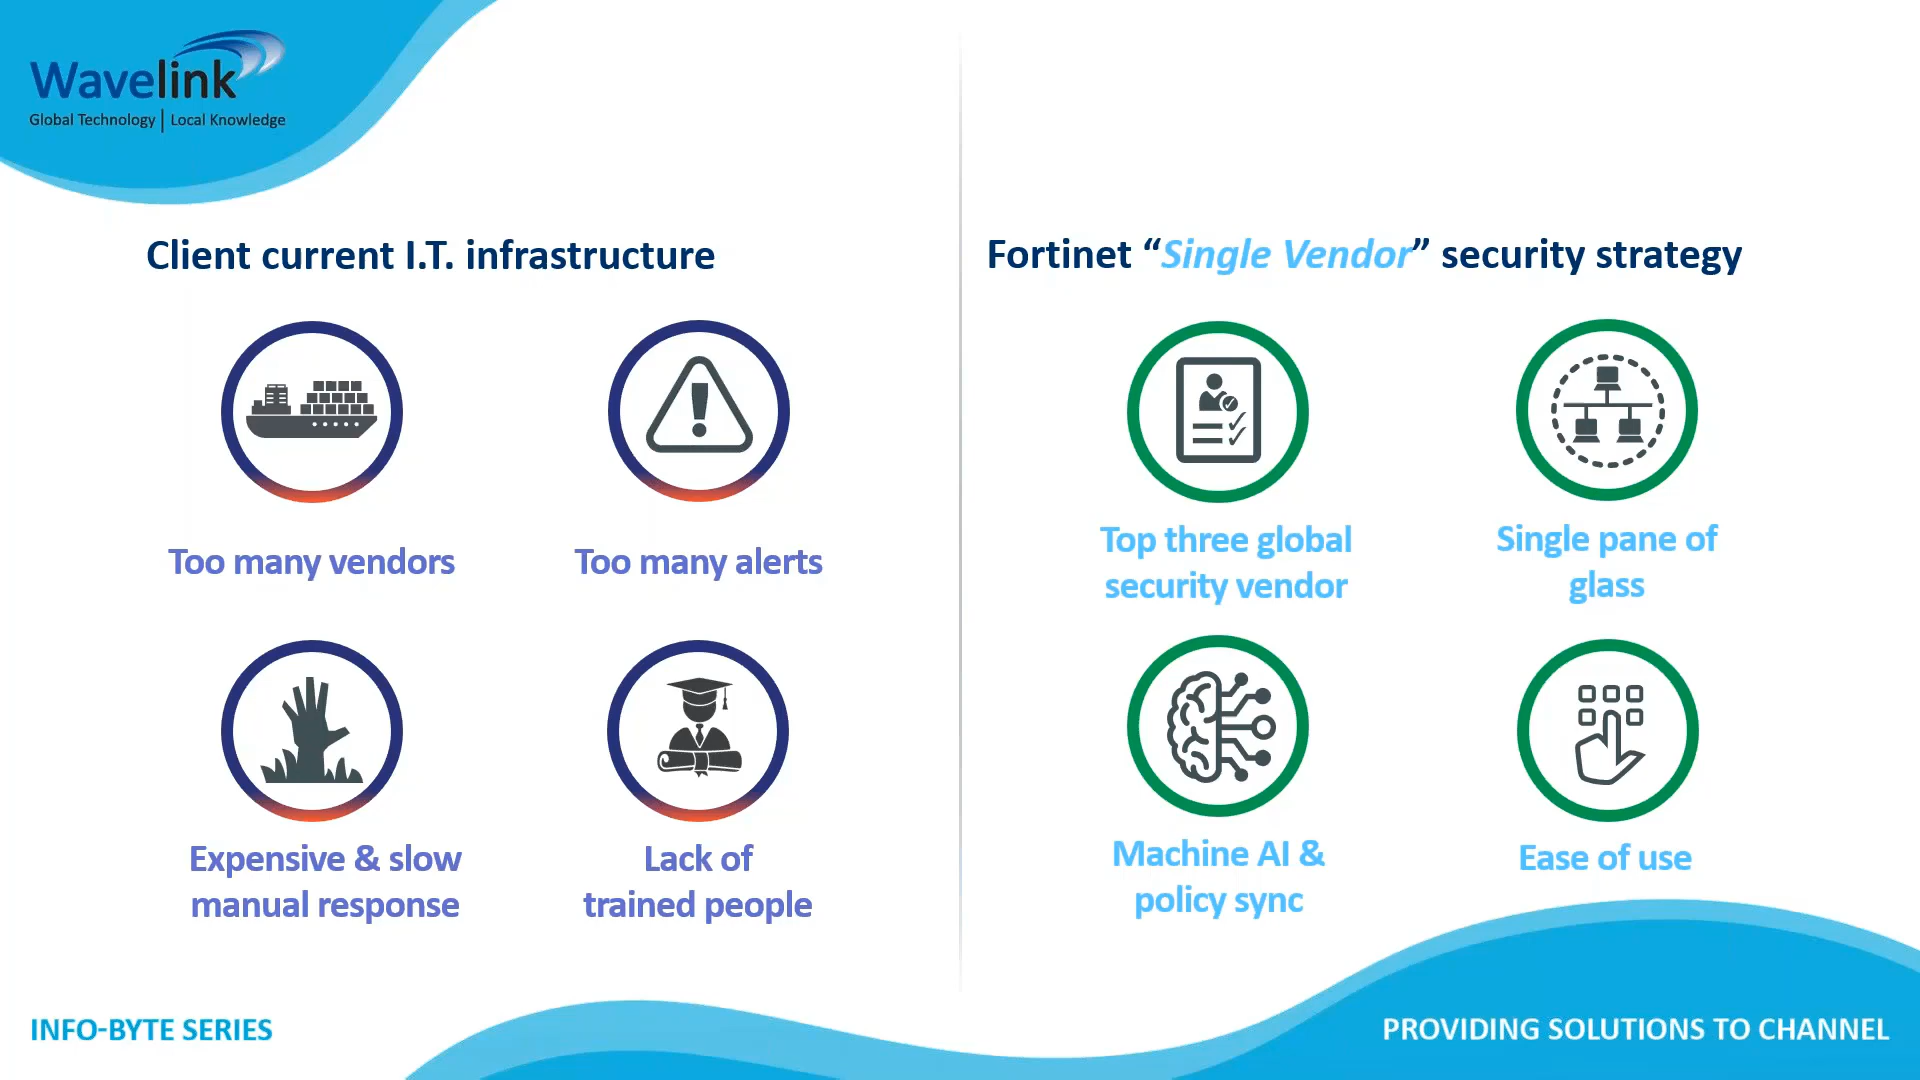 Wavelink
Global Technology | Local Knowledge
Client current I.T. infrastructure
Too many vendors
Too many alerts
Expensive & slow
manual response
Lack of
trained people
Fortinet “Single Vendor” security strategy
Top three global
security vendor
Single pane of
glass
Machine AI &
policy sync
Ease of use
INFO-BYTE SERIES
PROVIDING SOLUTIONS TO CHANNEL